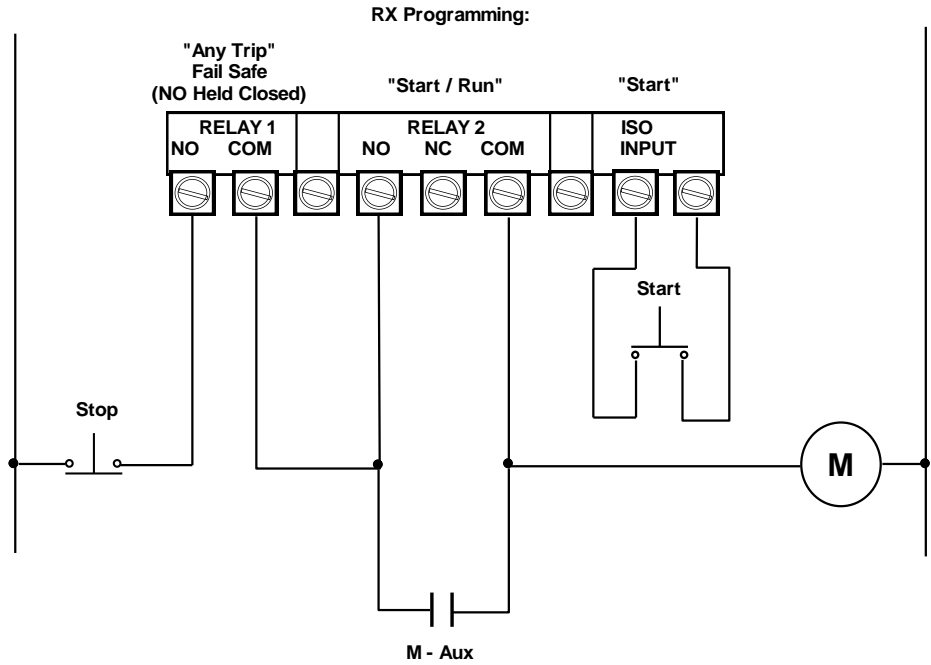 RX Programming:
"Any Trip"
Fail Safe
(NO Held Closed)
"Start / Run"
"Start"
RELAY 1
NO COM
RELAY 2
NO NC COM
ISO
INPUT
Start
Stop
M
M - Aux